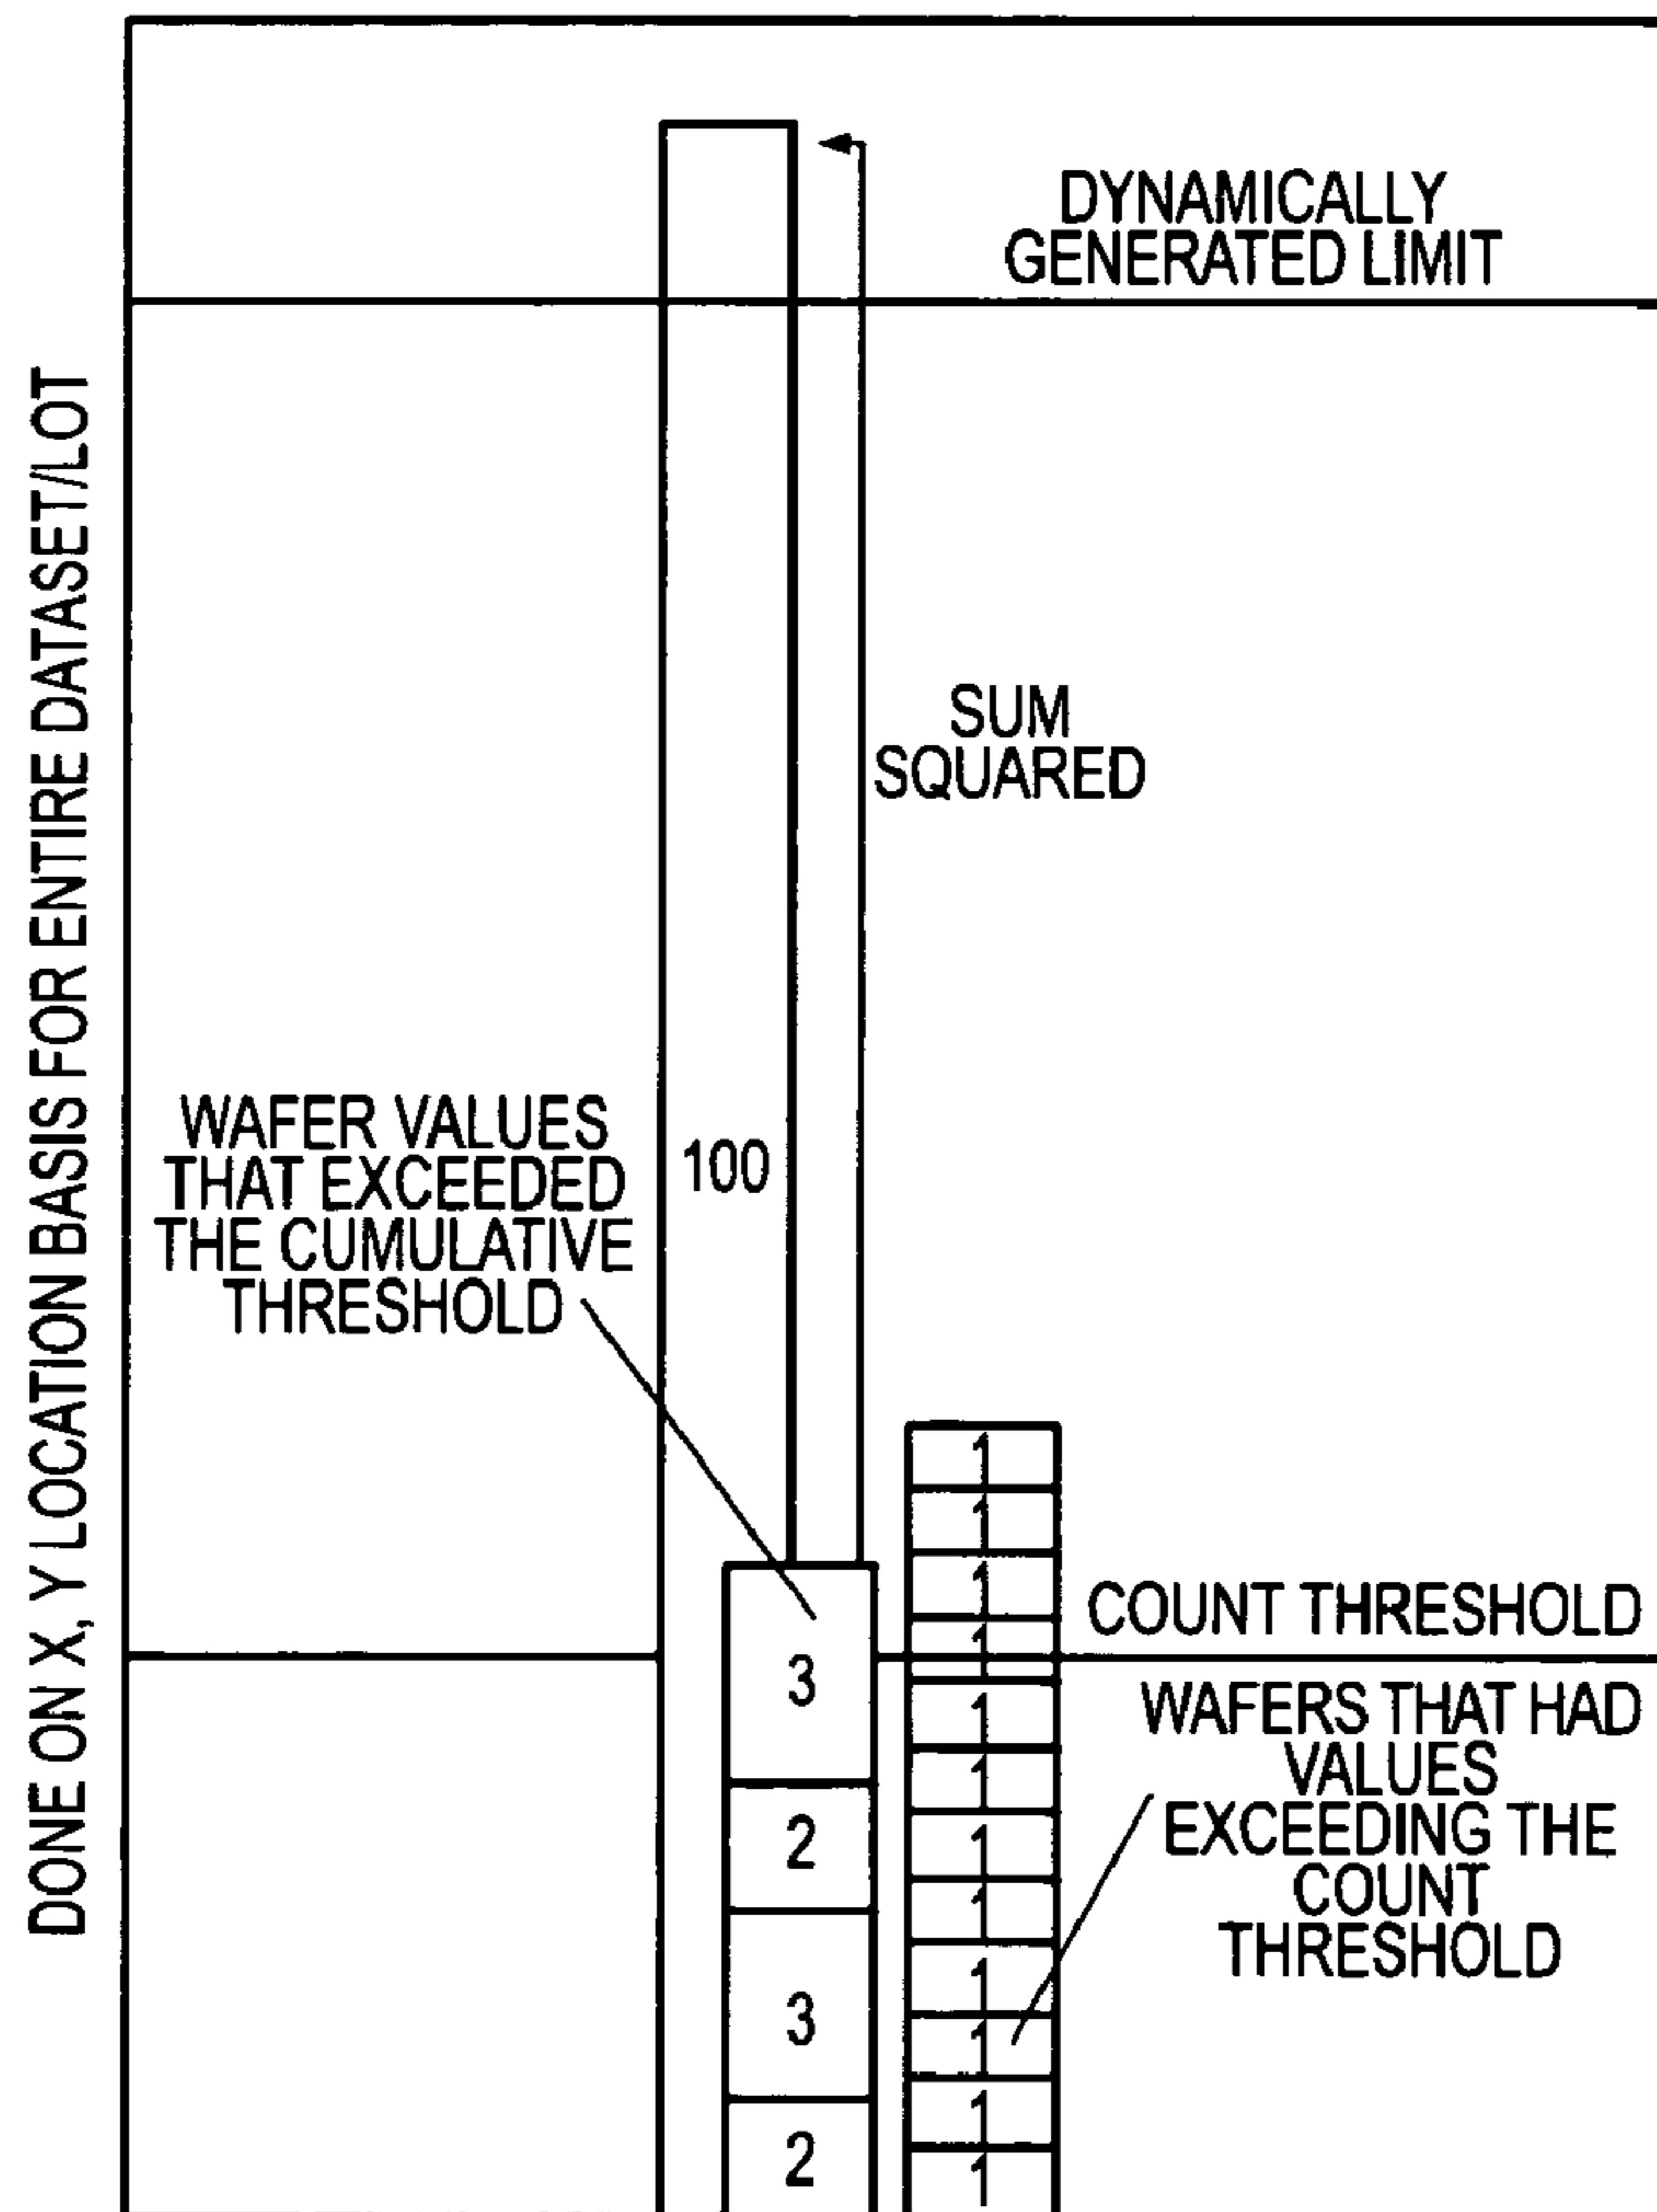 DONE ON X, Y LOCATION BASIS FOR ENTIRE DATASET/LOT
DYNAMICALLY
GENERATED LIMIT
SUM
SQUARED
WAFER VALUES
THAT EXCEEDED
THE CUMULATIVE
THRESHOLD
100
COUNT THRESHOLD
WAFERS THAT HAD
VALUES
EXCEEDING THE
COUNT
THRESHOLD
3
2
3
2
1
1
1
1
1
1
1
1
1
1
1
1